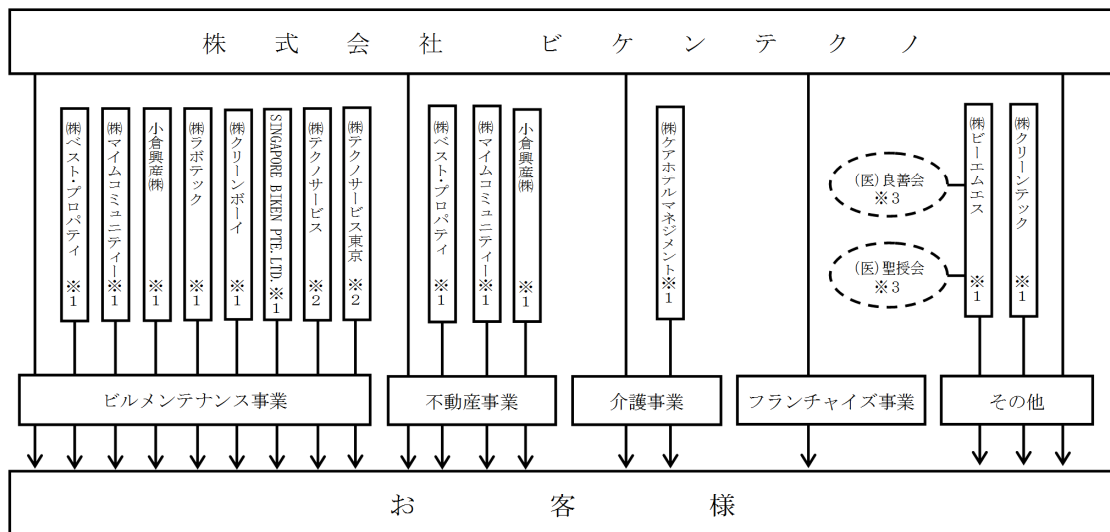 株式会社ビケンテクノ
㈱ベスト・プロパティ ※1
㈱マイムコミュニティー※1
小倉興産㈱ ※1
㈱ラボテック ※1
㈱クリーンボーイ ※1
SINGAPORE BIKEN PTE.LTD. ※1
㈱テクノサービス ※2
㈱テクノサービス東京 ※2
㈱ベスト・プロパティ ※1
㈱マイムコミュニティー※1
小倉興産㈱ ※1
㈱ケアホテルマネジメント※1
(医)良善会
※3
(医)聖授会
※3
㈱ビーエムエス ※1
㈱クリーンテック ※1
ビルメンテナンス事業
不動産事業
介護事業
フランチャイズ事業
その他
お客様